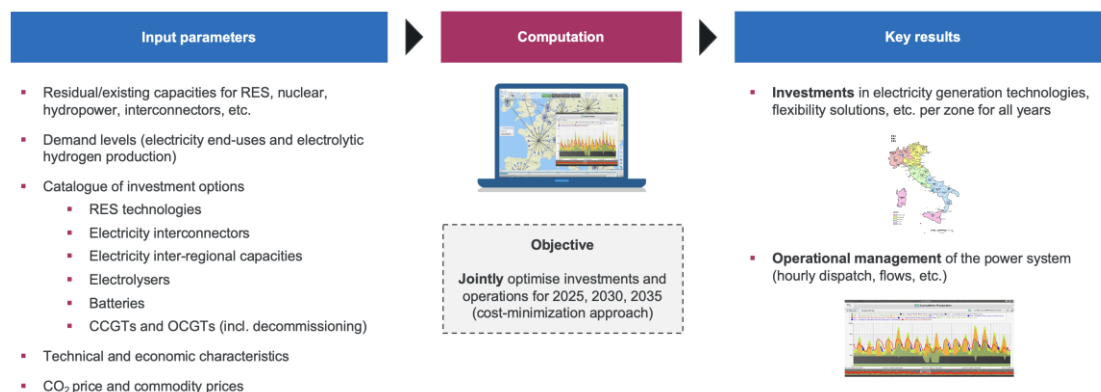 Input parameters
Computation
Key results
▪ Residual/existing capacities for RES, nuclear,
hydropower, interconnectors, etc.
▪ Demand levels (electricity end-uses and electrolytic
hydrogen production)
▪ Catalogue of investment options
▪ RES technologies
▪ Electricity interconnectors
▪ Electricity inter-regional capacities
▪ Electrolysers
▪ Batteries
▪ CCGTs and OCGTs (incl. decommissioning)
▪ Technical and economic characteristics
▪ CO₂ price and commodity prices
Objective
Jointly optimise investments and
operations for 2025, 2030, 2035
(cost-minimization approach)
▪ Investments in electricity generation technologies,
flexibility solutions, etc. per zone for all years
▪ Operational management of the power system
(hourly dispatch, flows, etc.)